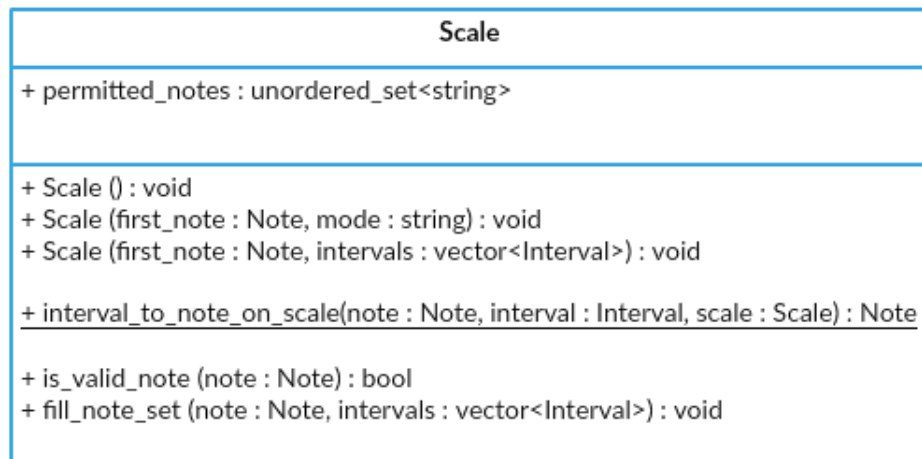 Scale
+ permitted_notes : unordered_set<string>
+ Scale () : void
+ Scale (first_note : Note, mode : string) : void
+ Scale (first_note : Note, intervals : vector<Interval>) : void
+ interval_to_note_on_scale(note : Note, interval : Interval, scale : Scale) : Note
+ is_valid_note (note : Note) : bool
+ fill_note_set (note : Note, intervals : vector<Interval>) : void